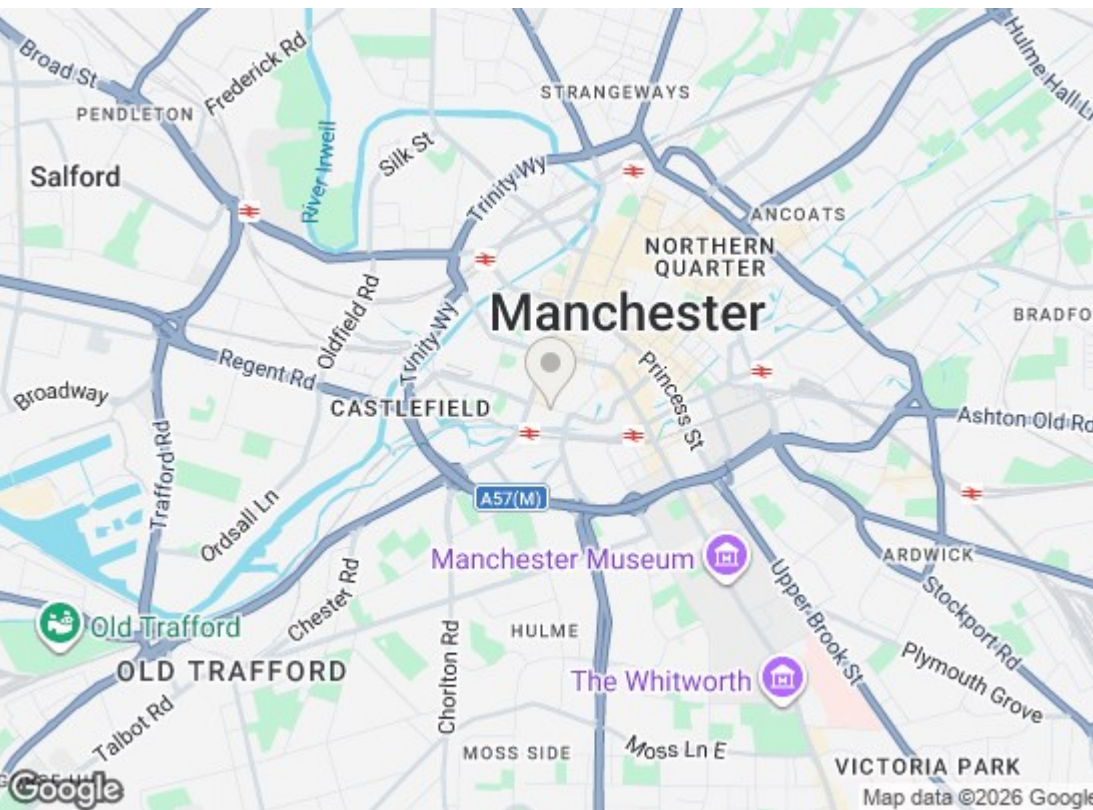 Broad St
Frederick Rd
STRANGEWAYS
Hulme Hall Ln
PENDLETON
Silk St
Salford
River Irwell
Trinity Wy
ANCOATS
NORTHERN
QUARTER
Manchester
BRADFO
Oldfield Rd
Trinity Wy
Regent Rd
Princess St
Broadway
CASTLEFIELD
Ashton Old Rd
Trafford Rd
A57(M)
Ordsall Ln
Manchester Museum
ARDWICK
Chester Rd
Upper Brook St
Stockport Rd
Old Trafford
HULME
OLD TRAFFORD
Chorlton Rd
The Whitworth
Plymouth Grove
Talbot Rd
MOSS SIDE
Moss Ln E
VICTORIA PARK
Google
Map data ©2026 Google